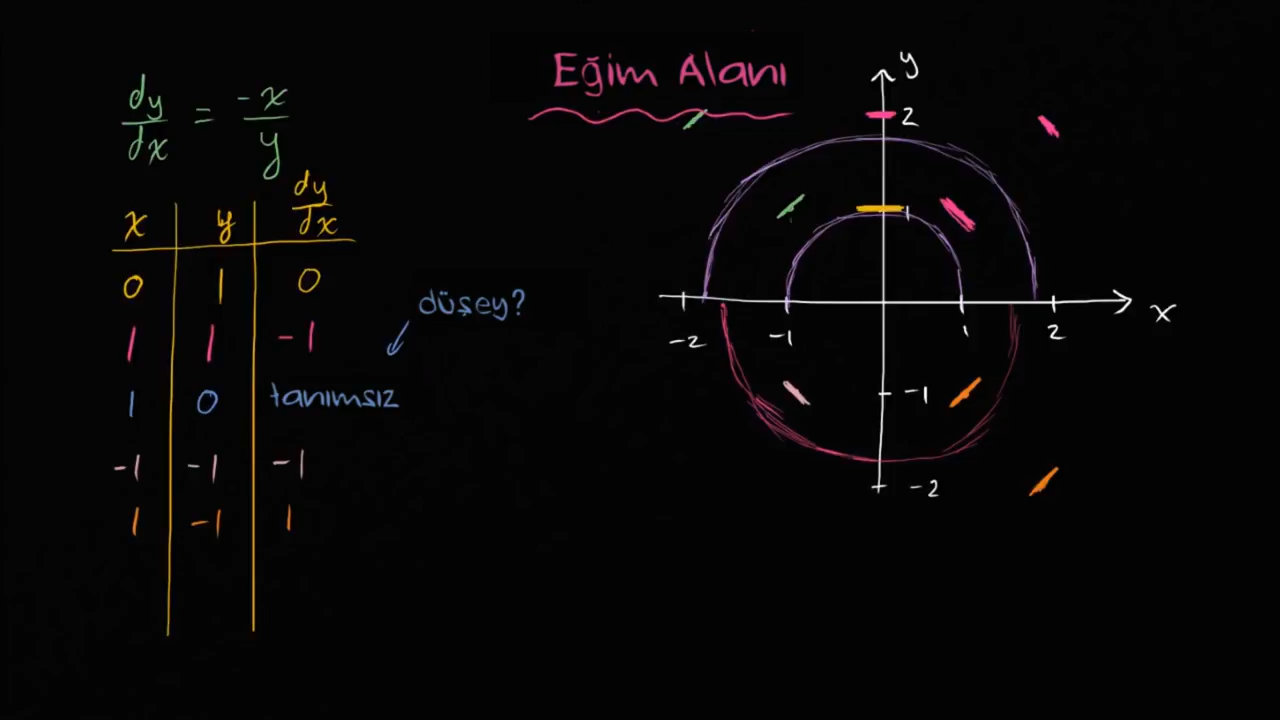 Eğim Alanı
dy/dx = -x/y
x y dy/dx
0 1 0
1 1 -1
1 0 tanımsız
düşey?
-1 -1 -1
1 -1 1
y
2
1
-2 -1 1 2 x
-1
-2